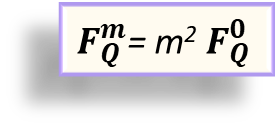 $F_Q^m = m^2 \, F_Q^0$